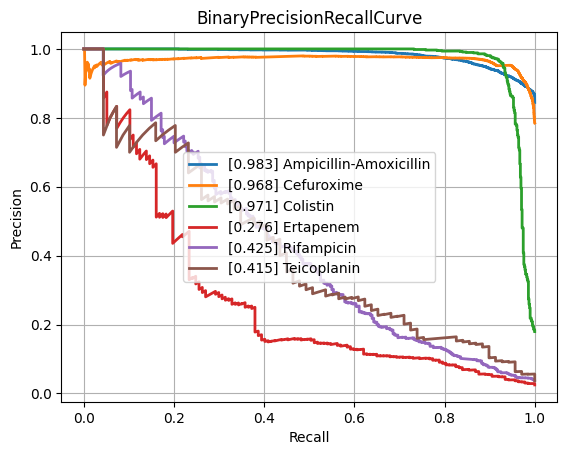 BinaryPrecisionRecallCurve
Precision
1.0
0.8
0.6
0.4
0.2
0.0
[0.983] Ampicillin-Amoxicillin
[0.968] Cefuroxime
[0.971] Colistin
[0.276] Ertapenem
[0.425] Rifampicin
[0.415] Teicoplanin
0.0 0.2 0.4 0.6 0.8 1.0
Recall